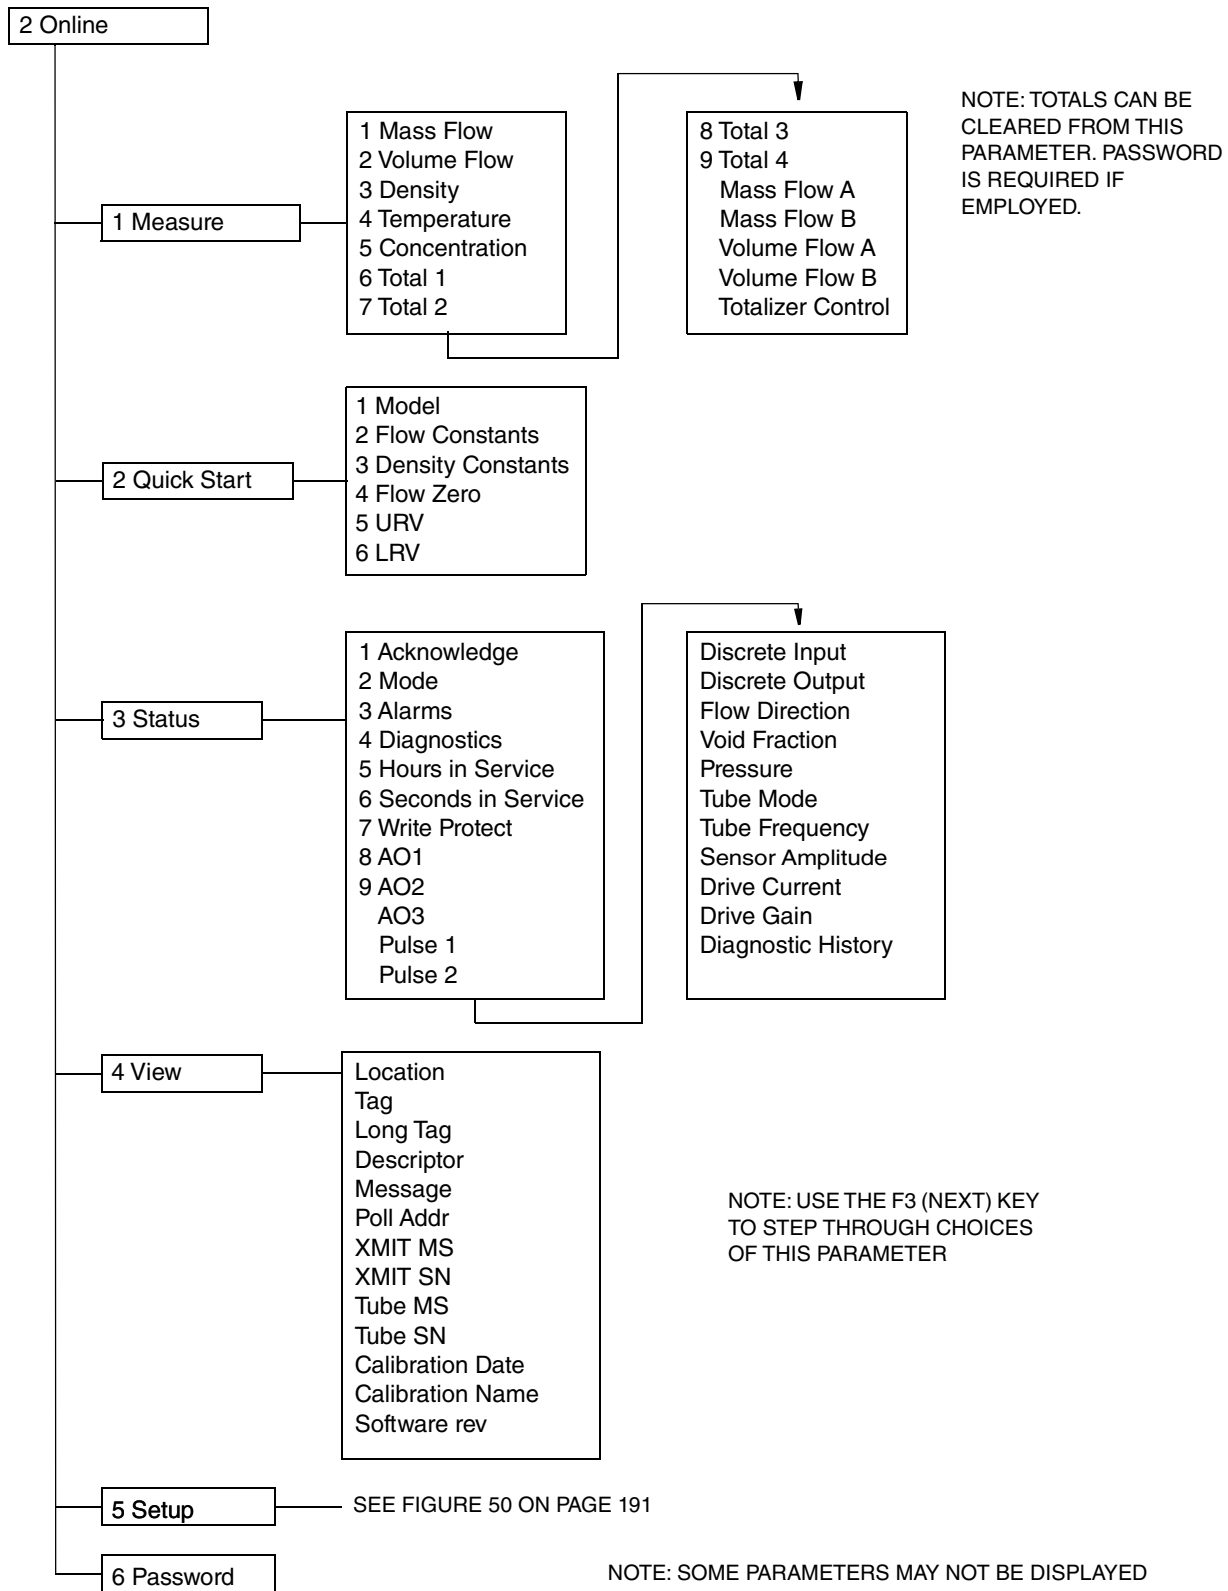 2 Online
1 Measure
1 Mass Flow
2 Volume Flow
3 Density
4 Temperature
5 Concentration
6 Total 1
7 Total 2
8 Total 3
9 Total 4
Mass Flow A
Mass Flow B
Volume Flow A
Volume Flow B
Totalizer Control
NOTE: TOTALS CAN BE
CLEARED FROM THIS
PARAMETER. PASSWORD
IS REQUIRED IF
EMPLOYED.
2 Quick Start
1 Model
2 Flow Constants
3 Density Constants
4 Flow Zero
5 URV
6 LRV
3 Status
1 Acknowledge
2 Mode
3 Alarms
4 Diagnostics
5 Hours in Service
6 Seconds in Service
7 Write Protect
8 AO1
9 AO2
AO3
Pulse 1
Pulse 2
Discrete Input
Discrete Output
Flow Direction
Void Fraction
Pressure
Tube Mode
Tube Frequency
Sensor Amplitude
Drive Current
Drive Gain
Diagnostic History
4 View
Location
Tag
Long Tag
Descriptor
Message
Poll Addr
XMIT MS
XMIT SN
Tube MS
Tube SN
Calibration Date
Calibration Name
Software rev
NOTE: USE THE F3 (NEXT) KEY
TO STEP THROUGH CHOICES
OF THIS PARAMETER
5 Setup
SEE FIGURE 50 ON PAGE 191
6 Password
NOTE: SOME PARAMETERS MAY NOT BE DISPLAYED